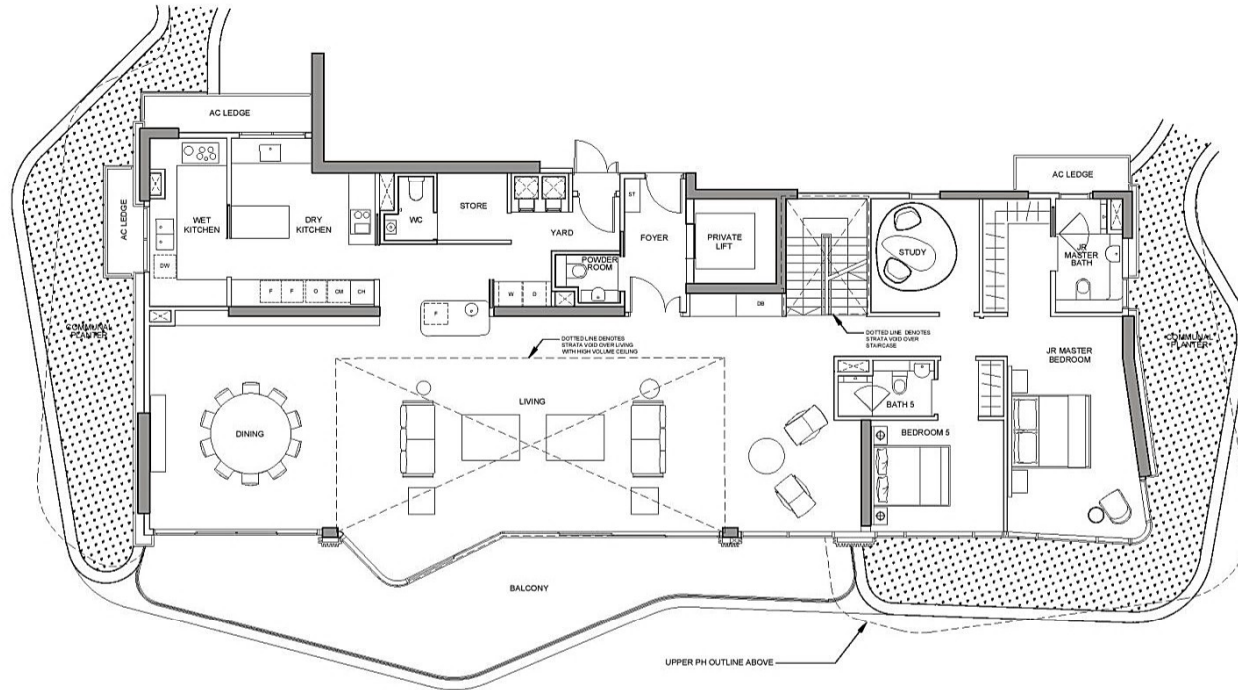 AC LEDGE
AC LEDGE
AC LEDGE
WET
KITCHEN
DRY
KITCHEN
WC
STORE
YARD
ST
FOYER
PRIVATE
LIFT
STUDY
JR
MASTER
BATH
POWDER
ROOM
DW
F
F
O
CM
CH
W
D
DB
F
COMMUNAL
PLANTER
DOTTED LINE DENOTES
STRATA VOID OVER LIVING
WITH HIGH VOLUME CEILING
DOTTED LINE DENOTES
STRATA VOID OVER
STAIRCASE
JR MASTER
BEDROOM
COMMUNAL
PLANTER
DINING
LIVING
BATH 5
BEDROOM 5
BALCONY
UPPER PH OUTLINE ABOVE